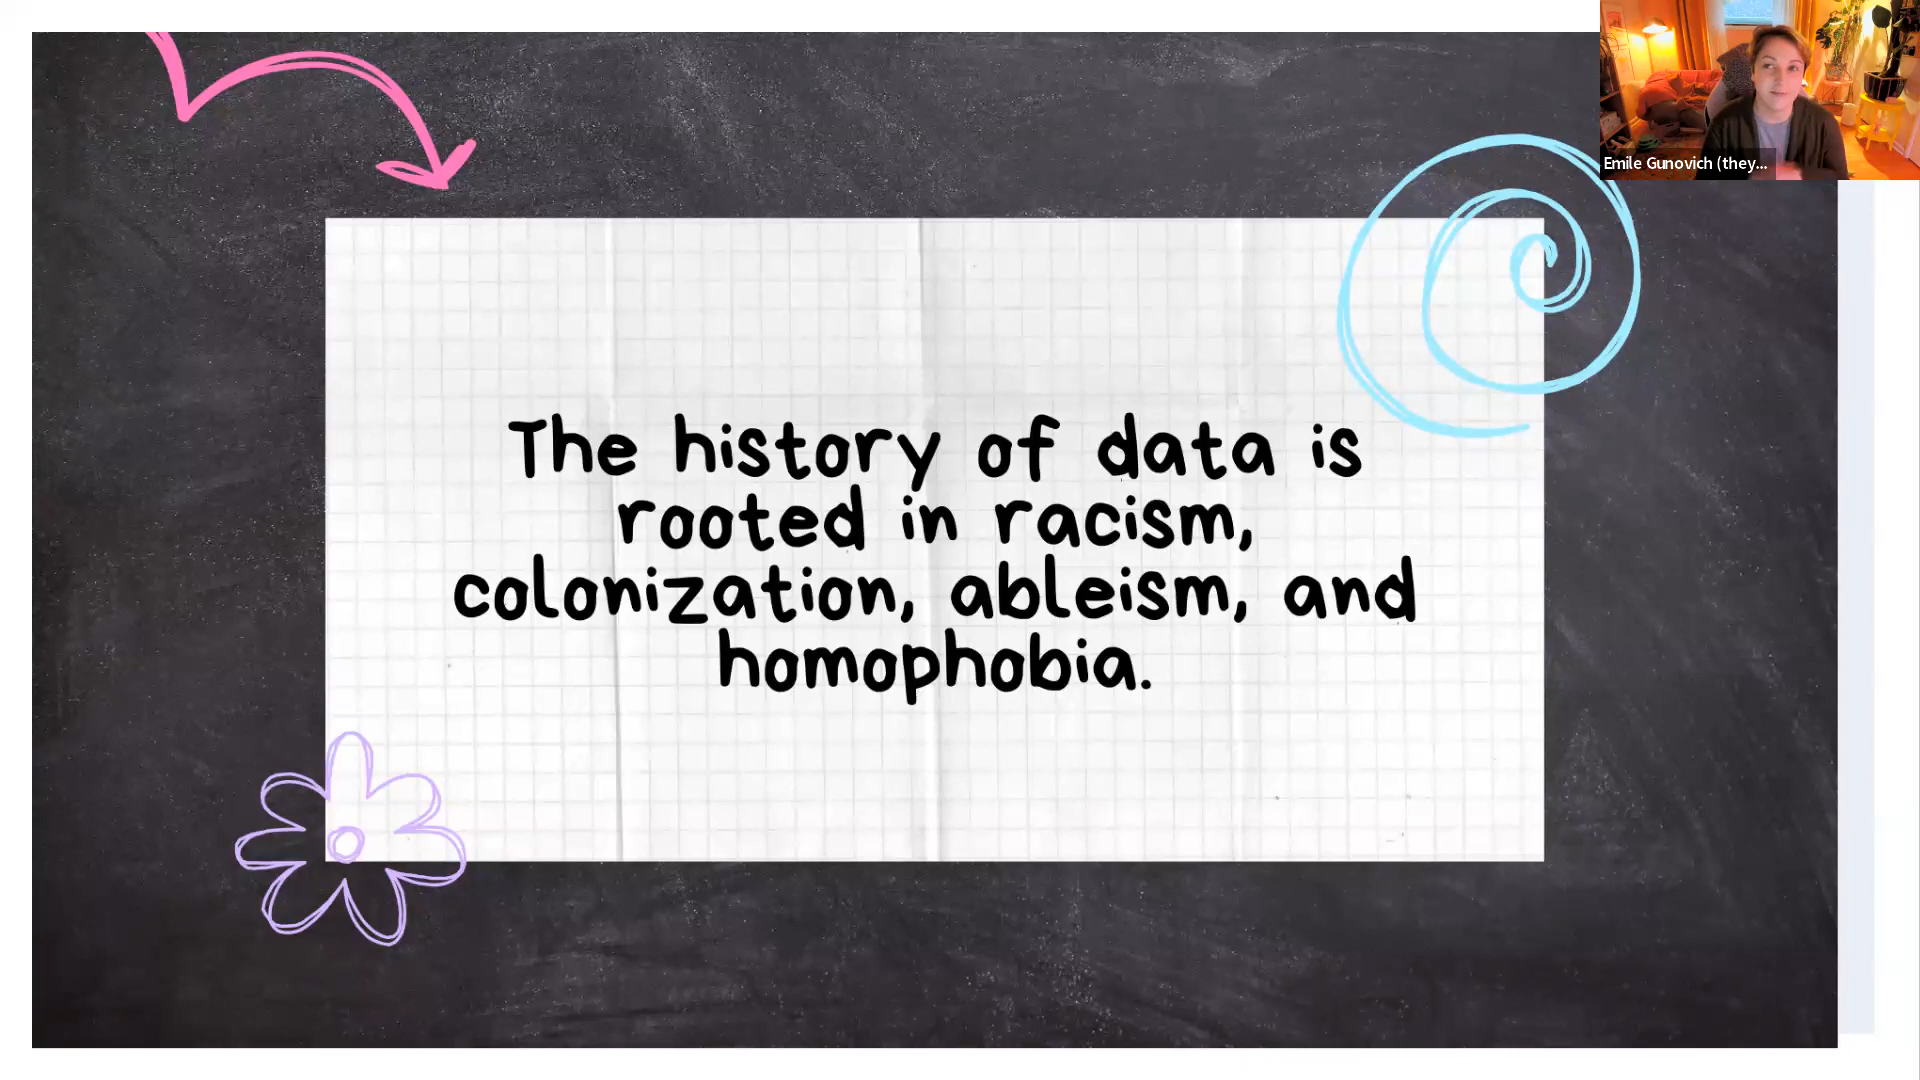 Emile Gunovich (they...
The history of data is
rooted in racism,
colonization, ableism, and
homophobia.